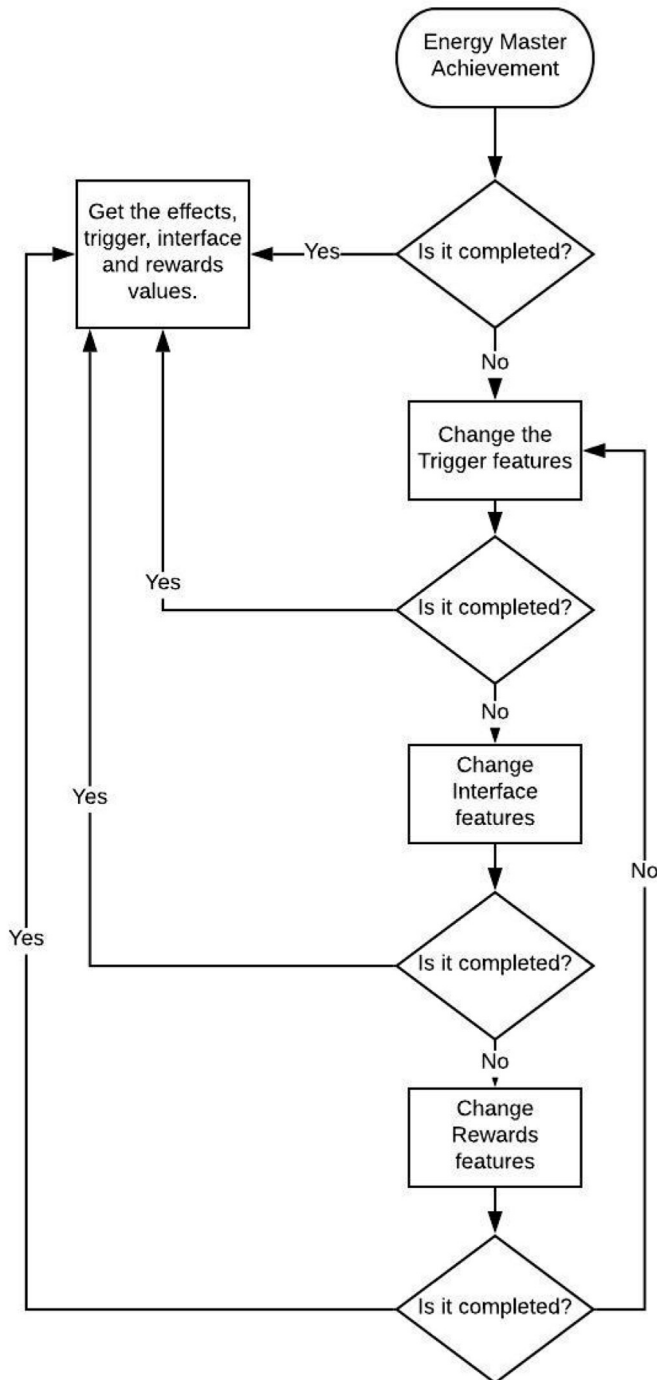 Energy Master
Achievement
Get the effects,
trigger, interface
and rewards
values.
Yes
Is it completed?
No
Change the
Trigger features
Yes
Is it completed?
No
Change
Interface
features
Yes
No
Yes
Is it completed?
No
Change
Rewards
features
Is it completed?